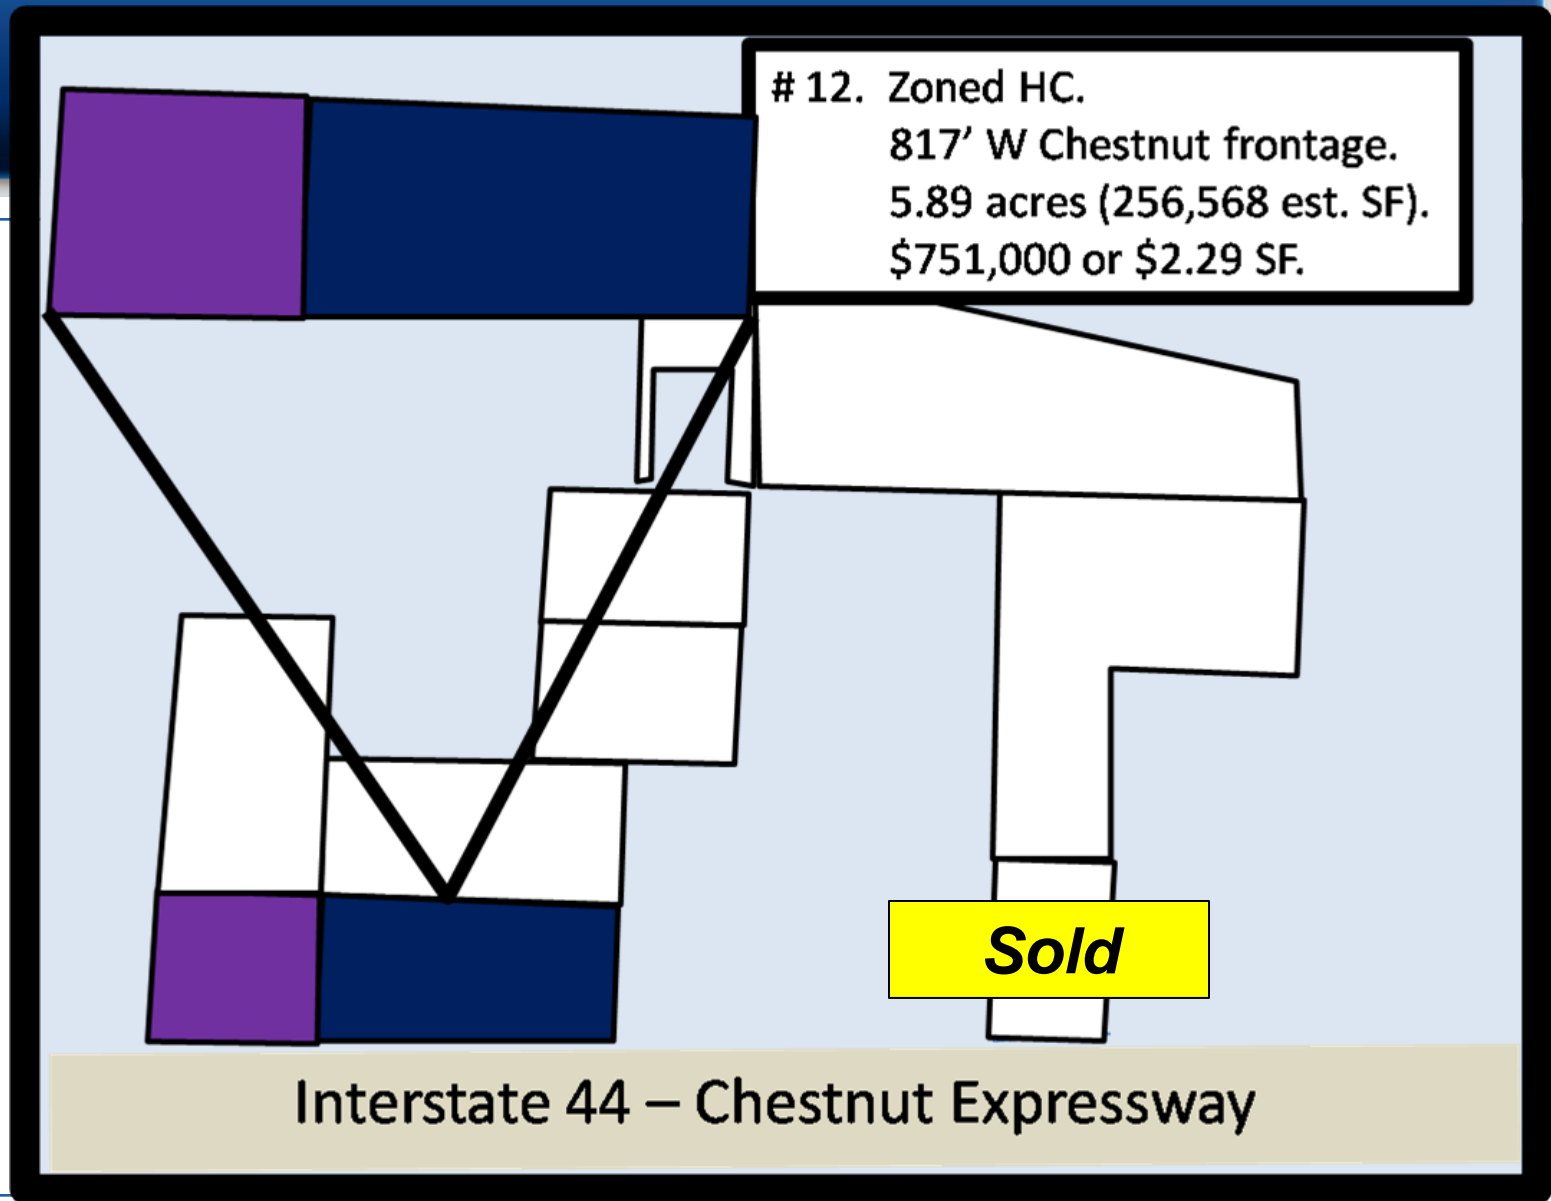 # 12. Zoned HC.
817’ W Chestnut frontage.
5.89 acres (256,568 est. SF).
$751,000 or $2.29 SF.
Sold
Interstate 44 – Chestnut Expressway